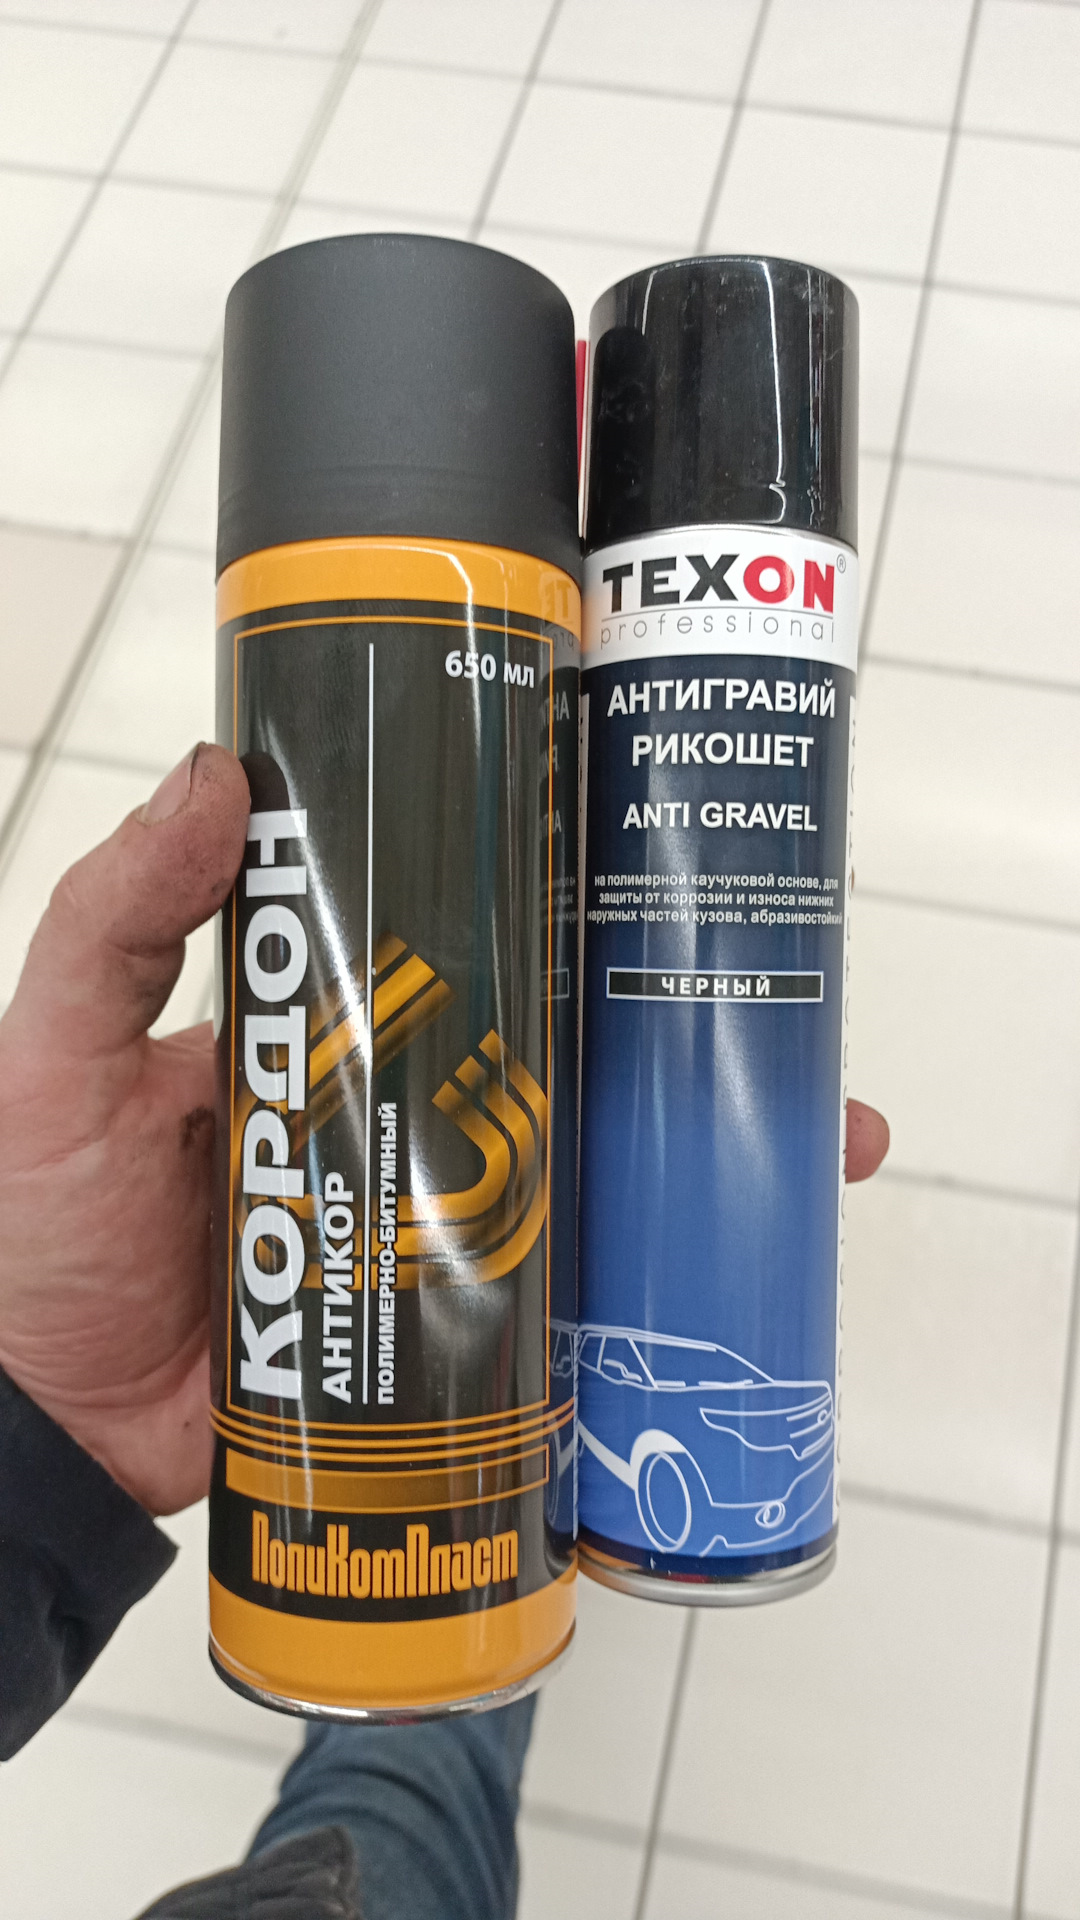 650 мл
КОРДОН
АНТИКОР
ПОЛИМЕРНО-БИТУМНЫЙ
ПолиКомПласт
TEXON®
professional
АНТИГРАВИЙ
РИКОШЕТ
ANTI GRAVEL
на полимерной каучуковой основе, для
защиты от коррозии и износа нижних
наружных частей кузова, абразивостойкий
ЧЕРНЫЙ